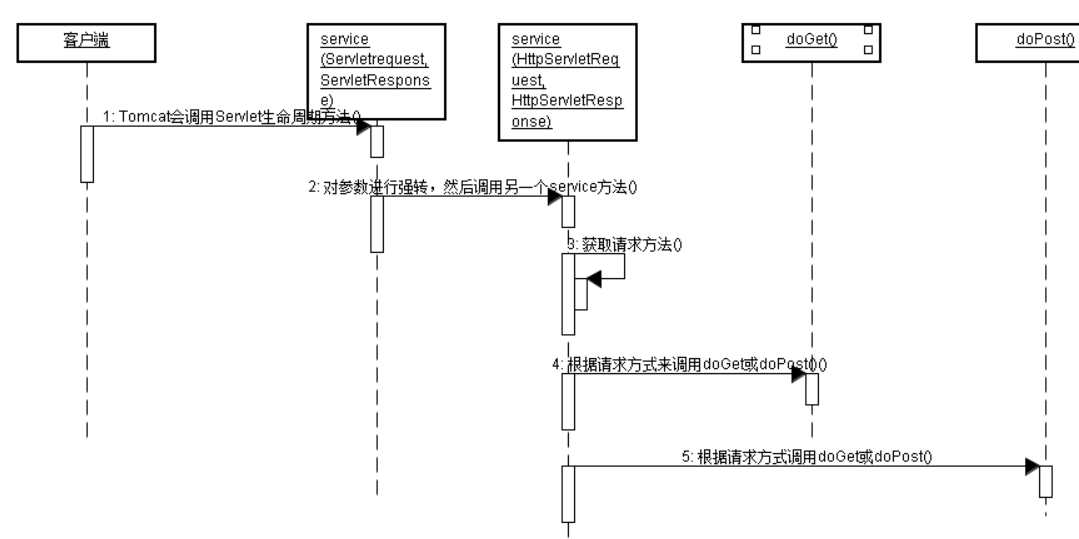 客户端
service
(Servletrequest,
ServletRespons
e)
service
(HttpServletReq
uest,
HttpServletResp
onse)
doGet()
doPost()
1: Tomcat会调用Servlet生命周期方法()
2: 对参数进行强转，然后调用另一个service方法()
3: 获取请求方法()
4: 根据请求方式来调用doGet或doPost()()
5: 根据请求方式调用doGet或doPost()